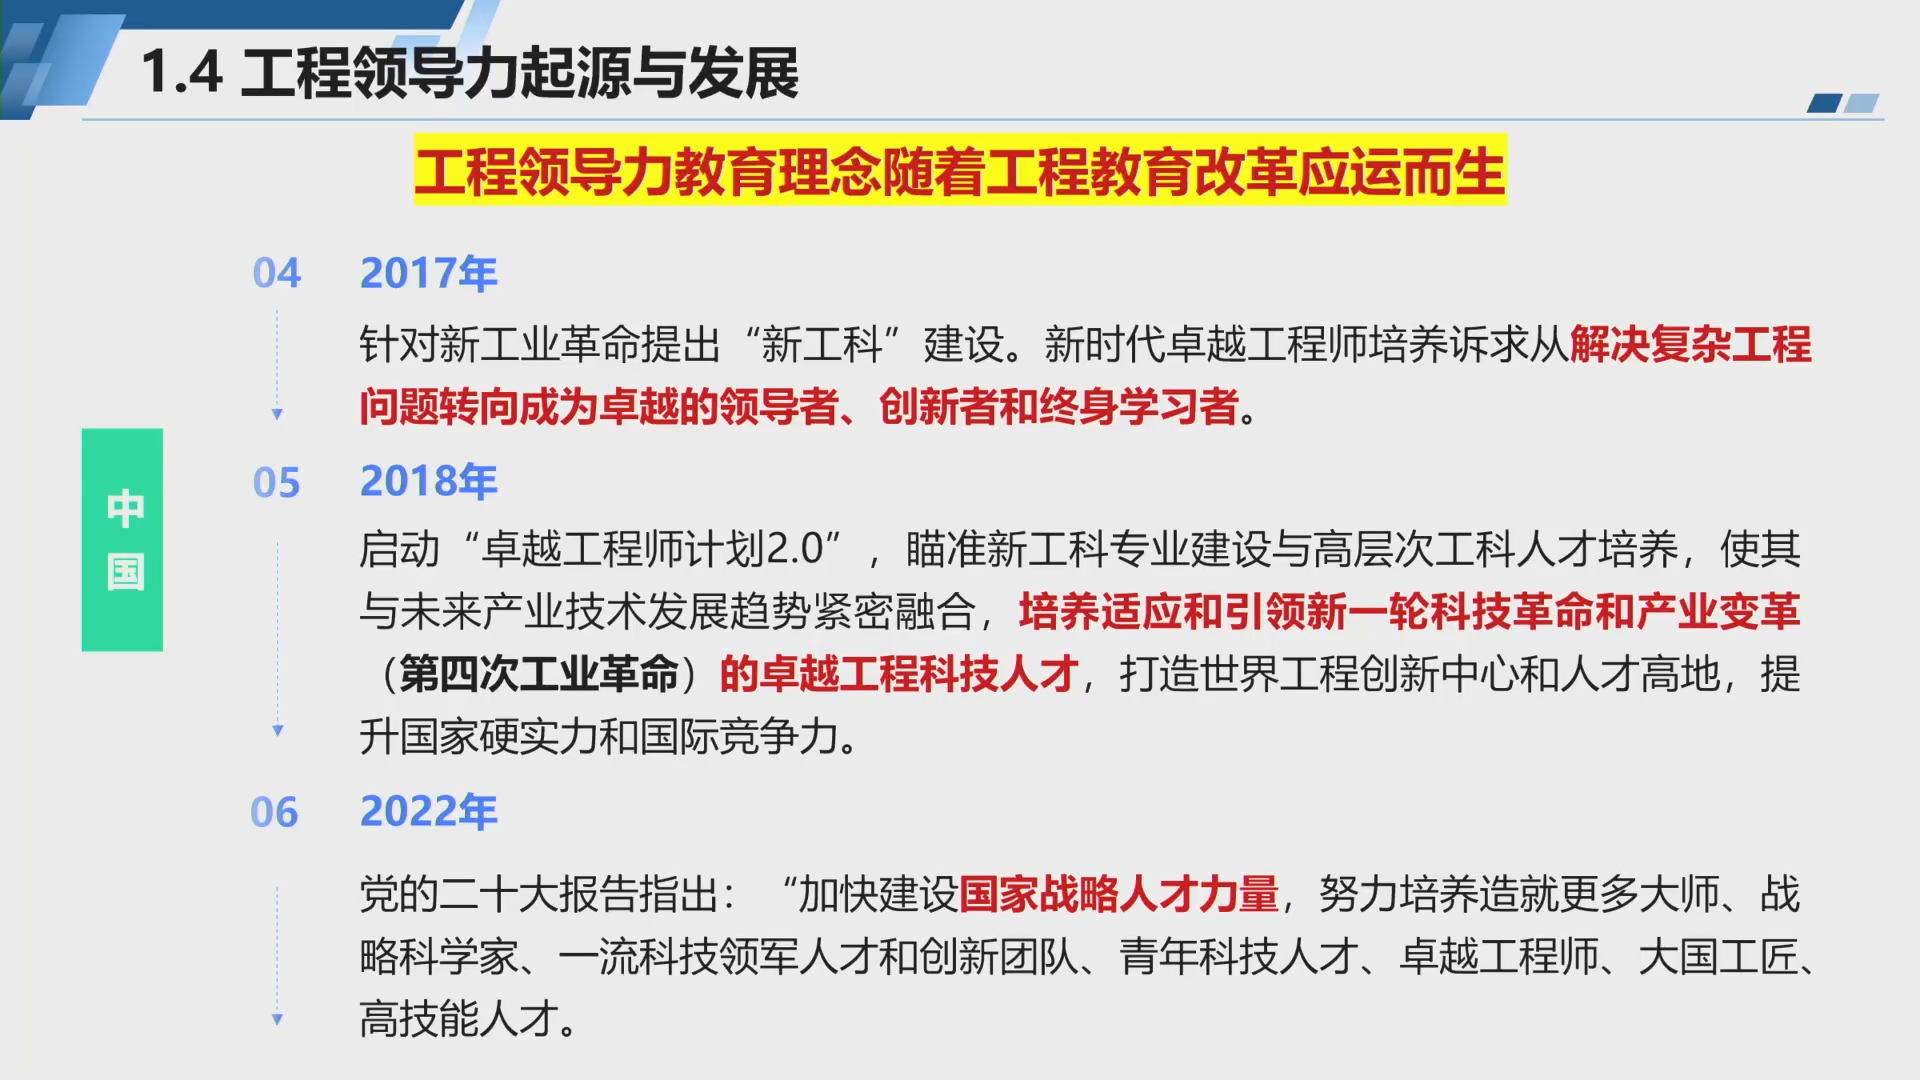 1.4 工程领导力起源与发展
工程领导力教育理念随着工程教育改革应运而生
中
国
04 2017年
针对新工业革命提出“新工科”建设。新时代卓越工程师培养诉求从解决复杂工程
问题转向成为卓越的领导者、创新者和终身学习者。
05 2018年
启动“卓越工程师计划2.0”，瞄准新工科专业建设与高层次工科人才培养，使其
与未来产业技术发展趋势紧密融合，培养适应和引领新一轮科技革命和产业变革
（第四次工业革命）的卓越工程科技人才，打造世界工程创新中心和人才高地，提
升国家硬实力和国际竞争力。
06 2022年
党的二十大报告指出：“加快建设国家战略人才力量，努力培养造就更多大师、战
略科学家、一流科技领军人才和创新团队、青年科技人才、卓越工程师、大国工匠、
高技能人才。